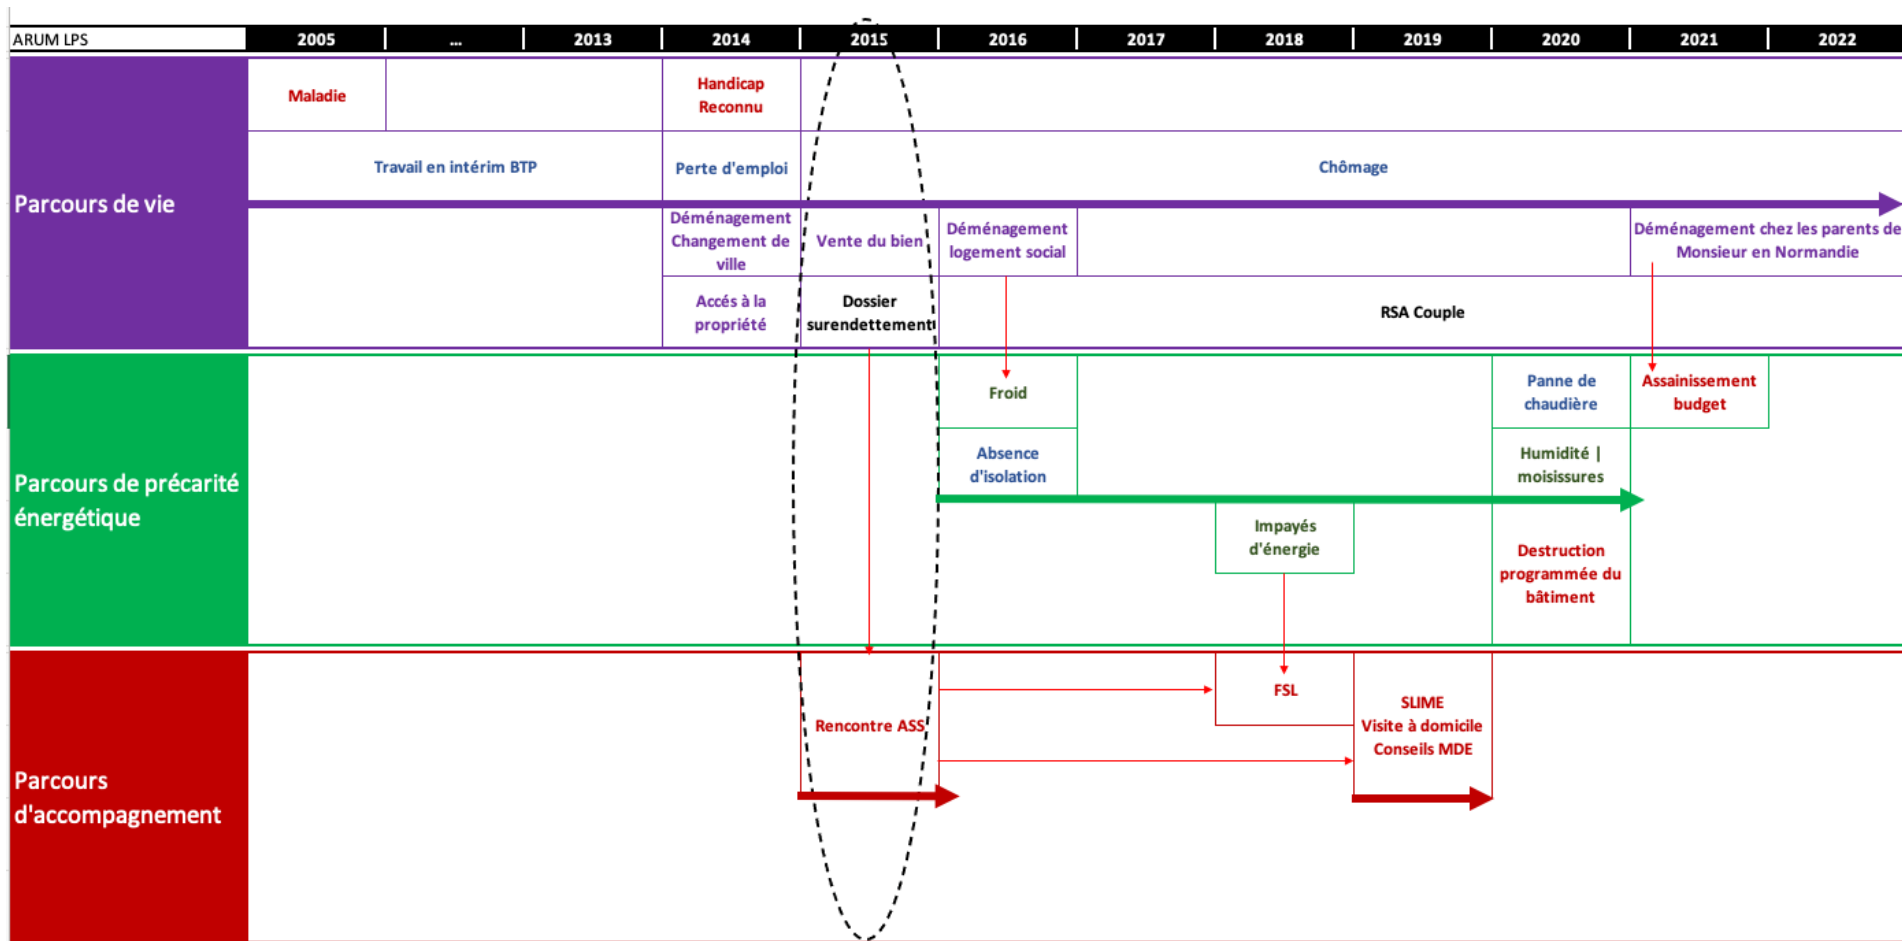 ARUM LPS
2005
...
2013
2014
2015
2016
2017
2018
2019
2020
2021
2022
Parcours de vie
Maladie
Handicap
Reconnu
Travail en intérim BTP
Perte d'emploi
Chômage
Déménagement
Changement de
ville
Vente du bien
Déménagement
logement social
Déménagement chez les parents de
Monsieur en Normandie
Accés à la
propriété
Dossier
surendettement
RSA Couple
Parcours de précarité
énergétique
Froid
Panne de
chaudière
Assainissement
budget
Absence
d'isolation
Humidité |
moisissures
Impayés
d'énergie
Destruction
programmée du
bâtiment
Parcours
d'accompagnement
Rencontre ASS
FSL
SLIME
Visite à domicile
Conseils MDE